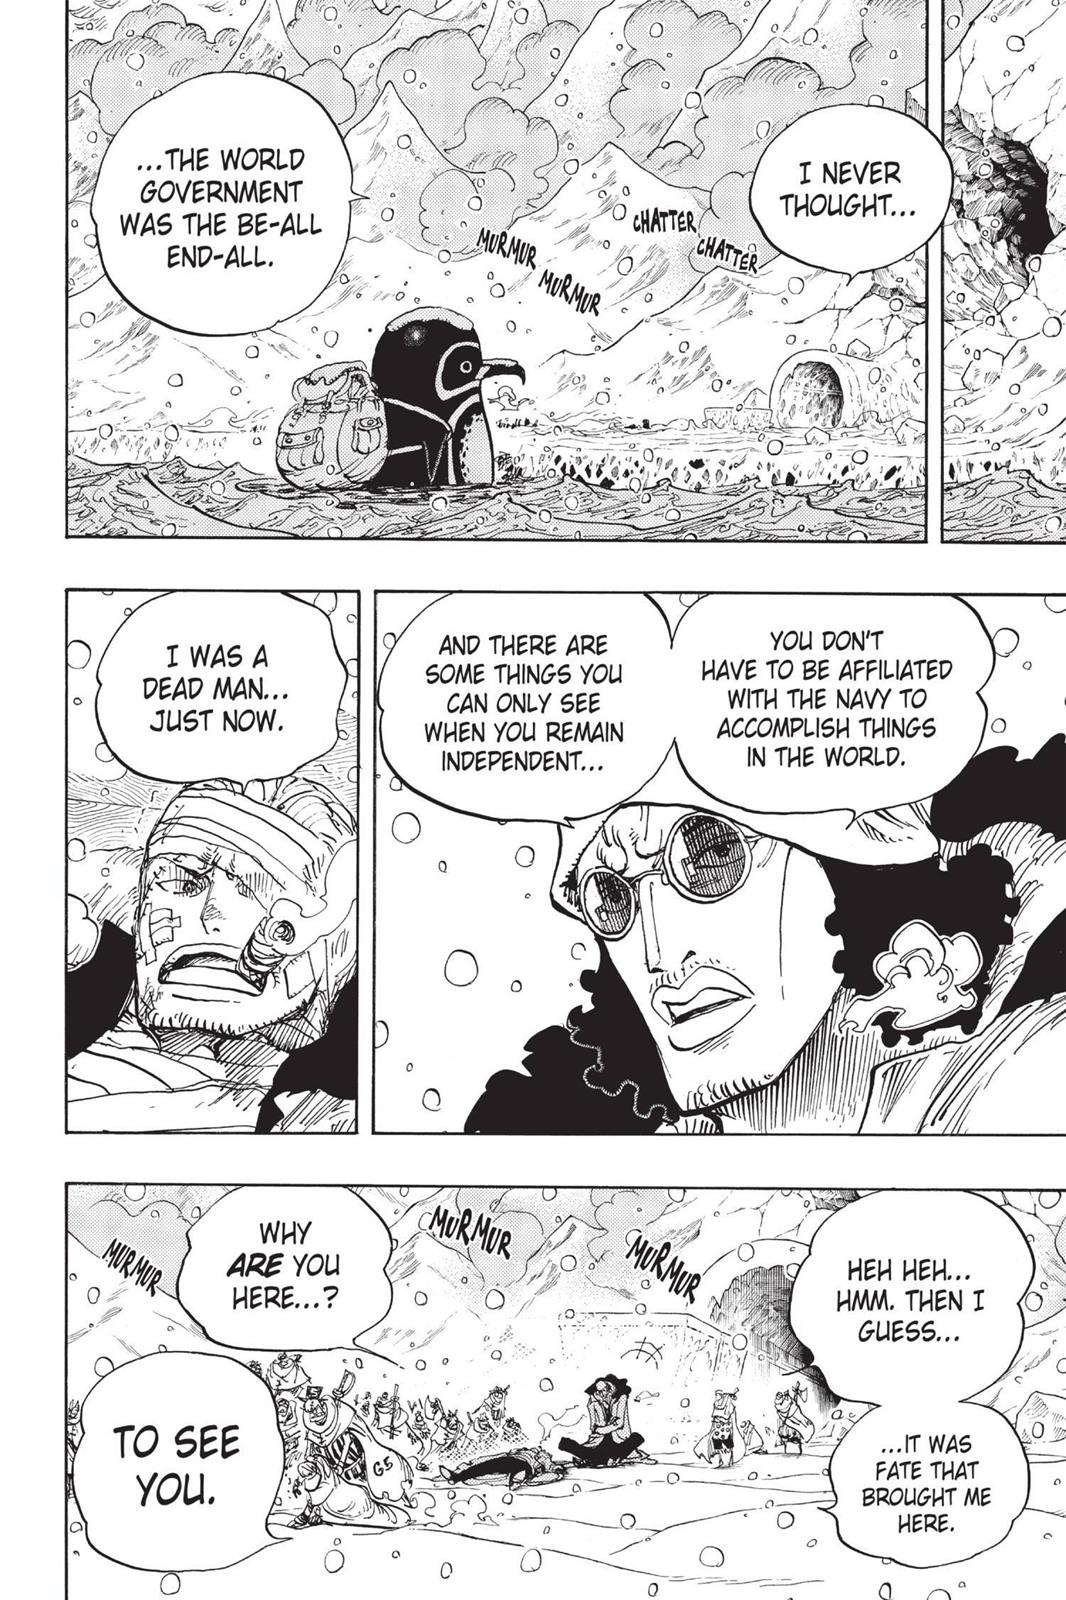 I NEVER
THOUGHT...
CHATTER
CHATTER
MURMUR
MURMUR
...THE WORLD
GOVERNMENT
WAS THE BE-ALL
END-ALL.
YOU DON'T
HAVE TO BE AFFILIATED
WITH THE NAVY TO
ACCOMPLISH THINGS
IN THE WORLD.
AND THERE ARE
SOME THINGS YOU
CAN ONLY SEE
WHEN YOU REMAIN
INDEPENDENT...
I WAS A
DEAD MAN...
JUST NOW.
HEH HEH...
HMM. THEN I
GUESS...
...IT WAS
FATE THAT
BROUGHT ME
HERE.
MURMUR
MURMUR
MURMUR
WHY
ARE YOU
HERE...?
TO SEE
YOU.
G5